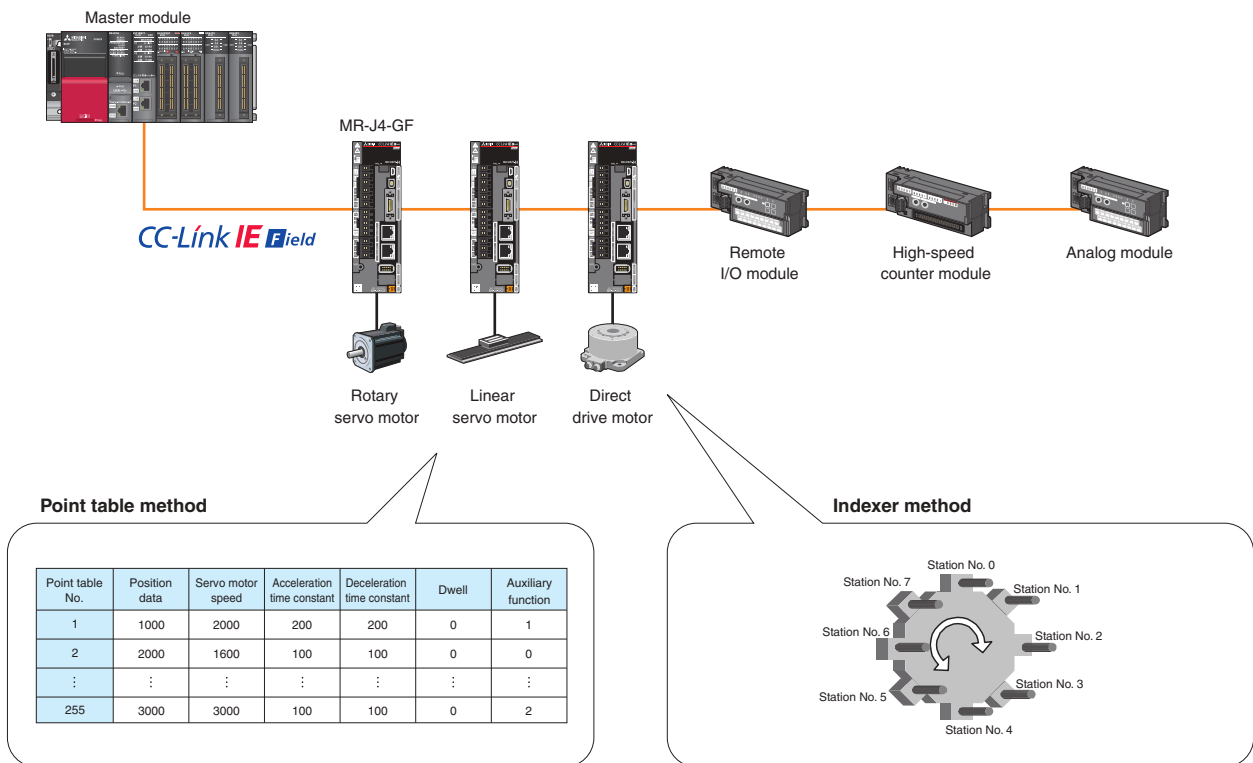 Master module
MR-J4-GF
CC-Link IE Field
Remote
I/O module
High-speed
counter module
Analog module
Rotary
servo motor
Linear
servo motor
Direct
drive motor
Point table method
Point table No. Position data Servo motor speed Acceleration time constant Deceleration time constant Dwell Auxiliary function
1 1000 2000 200 200 0 1
2 2000 1600 100 100 0 0
⋮ ⋮ ⋮ ⋮ ⋮ ⋮ ⋮
255 3000 3000 100 100 0 2
Indexer method
Station No. 0
Station No. 1
Station No. 2
Station No. 3
Station No. 4
Station No. 5
Station No. 6
Station No. 7